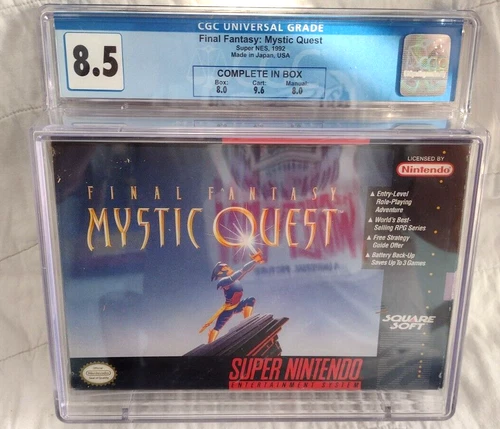 CGC UNIVERSAL GRADE
8.5
Final Fantasy: Mystic Quest
Super NES, 1992
Made in Japan, USA
COMPLETE IN BOX
Box: Cart: Manual:
8.0 9.6 8.0
LICENSED BY
Nintendo
FINAL FANTASY
MYSTIC QUEST
Entry-Level
Role-Playing
Adventure
World's Best-
Selling RPG Series
Free Strategy
Guide Offer
Battery Back-Up
Saves Up To 3 Games
SQUARE
SOFT
SUPER NINTENDO
ENTERTAINMENT SYSTEM
Nintendo